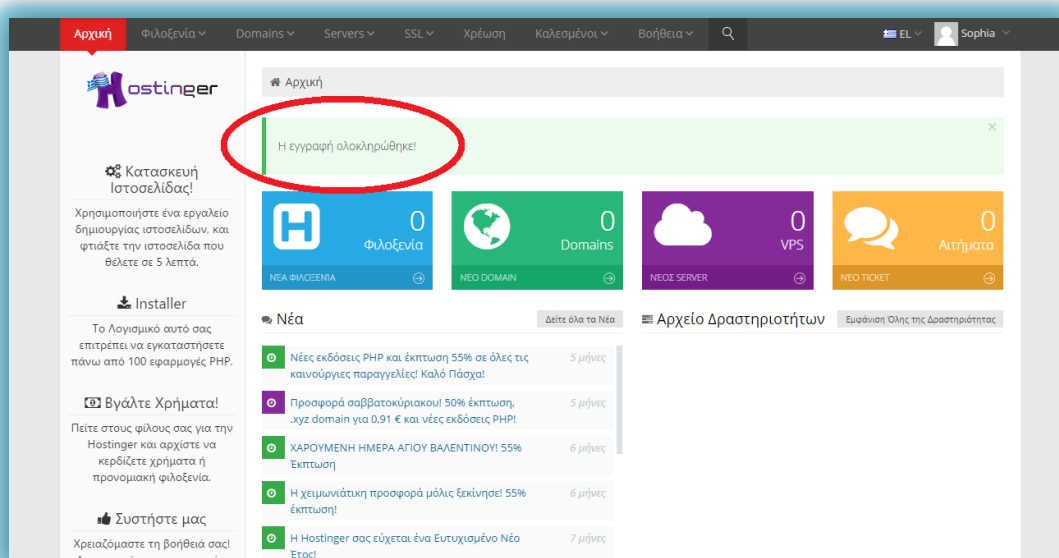 Αρχική Φιλοξενία Domains Servers SSL Χρέωση Καλεσμένοι Βοήθεια EL Sophia
Hostinger
Αρχική
Η εγγραφή ολοκληρώθηκε!
Κατασκευή
Ιστοσελίδας!
Χρησιμοποιήστε ένα εργαλείο
δημιουργίας ιστοσελίδων, και
φτιάξτε την ιστοσελίδα που
θέλετε σε 5 λεπτά.
Installer
Το Λογισμικό αυτό σας
επιτρέπει να εγκαταστήσετε
πάνω από 100 εφαρμογές PHP.
Βγάλτε Χρήματα!
Πείτε στους φίλους σας για την
Hostinger και αρχίστε να
κερδίζετε χρήματα ή
προνομιακή φιλοξενία.
Συστήστε μας
Χρειαζόμαστε τη βοήθειά σας!
H
0
Φιλοξενία
ΝΈΑ ΦΙΛΟΞΕΝΊΑ
0
Domains
ΝΈΟ DOMAIN
0
VPS
ΝΈΟΣ SERVER
0
Αιτήματα
ΝΈΟ TICKET
Νέα
Δείτε όλα τα Νέα
Νέες εκδόσεις PHP και έκπτωση 55% σε όλες τις 5 μήνες
καινούργιες παραγγελίες! Καλό Πάσχα!
Προσφορά σαββατοκύριακου! 50% έκπτωση, 5 μήνες
.xyz domain για 0,91 € και νέες εκδόσεις PHP!
ΧΑΡΟΥΜΕΝΗ ΗΜΕΡΑ ΑΓΙΟΥ ΒΑΛΕΝΤΙΝΟΥ! 55% 6 μήνες
Έκπτωση
Η χειμωνιάτικη προσφορά μόλις ξεκίνησε! 55% 6 μήνες
έκπτωση!
Η Hostinger σας εύχεται ένα Ευτυχισμένο Νέο 7 μήνες
Έτος!
Αρχείο Δραστηριοτήτων
Εμφάνιση Όλης της Δραστηριότητας